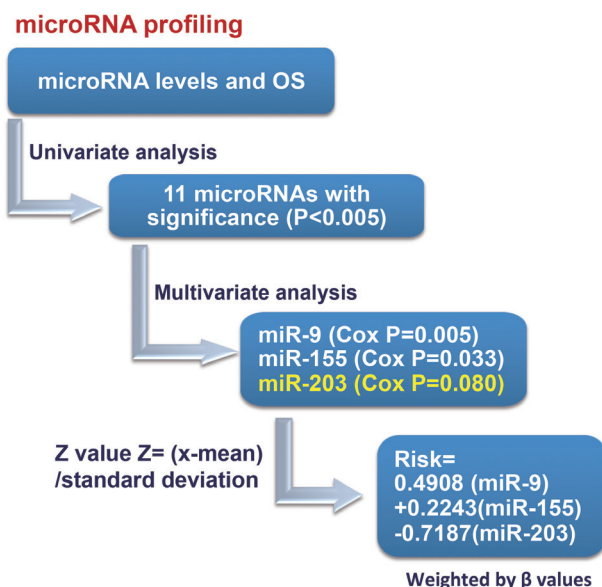 microRNA profiling
microRNA levels and OS
Univariate analysis
11 microRNAs with
significance (P<0.005)
Multivariate analysis
miR-9 (Cox P=0.005)
miR-155 (Cox P=0.033)
miR-203 (Cox P=0.080)
Z value Z= (x-mean)
/standard deviation
Risk=
0.4908 (miR-9)
+0.2243(miR-155)
-0.7187(miR-203)
Weighted by β values